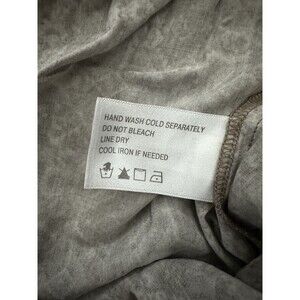 HAND WASH COLD SEPARATELY
DO NOT BLEACH
LINE DRY
COOL IRON IF NEEDED